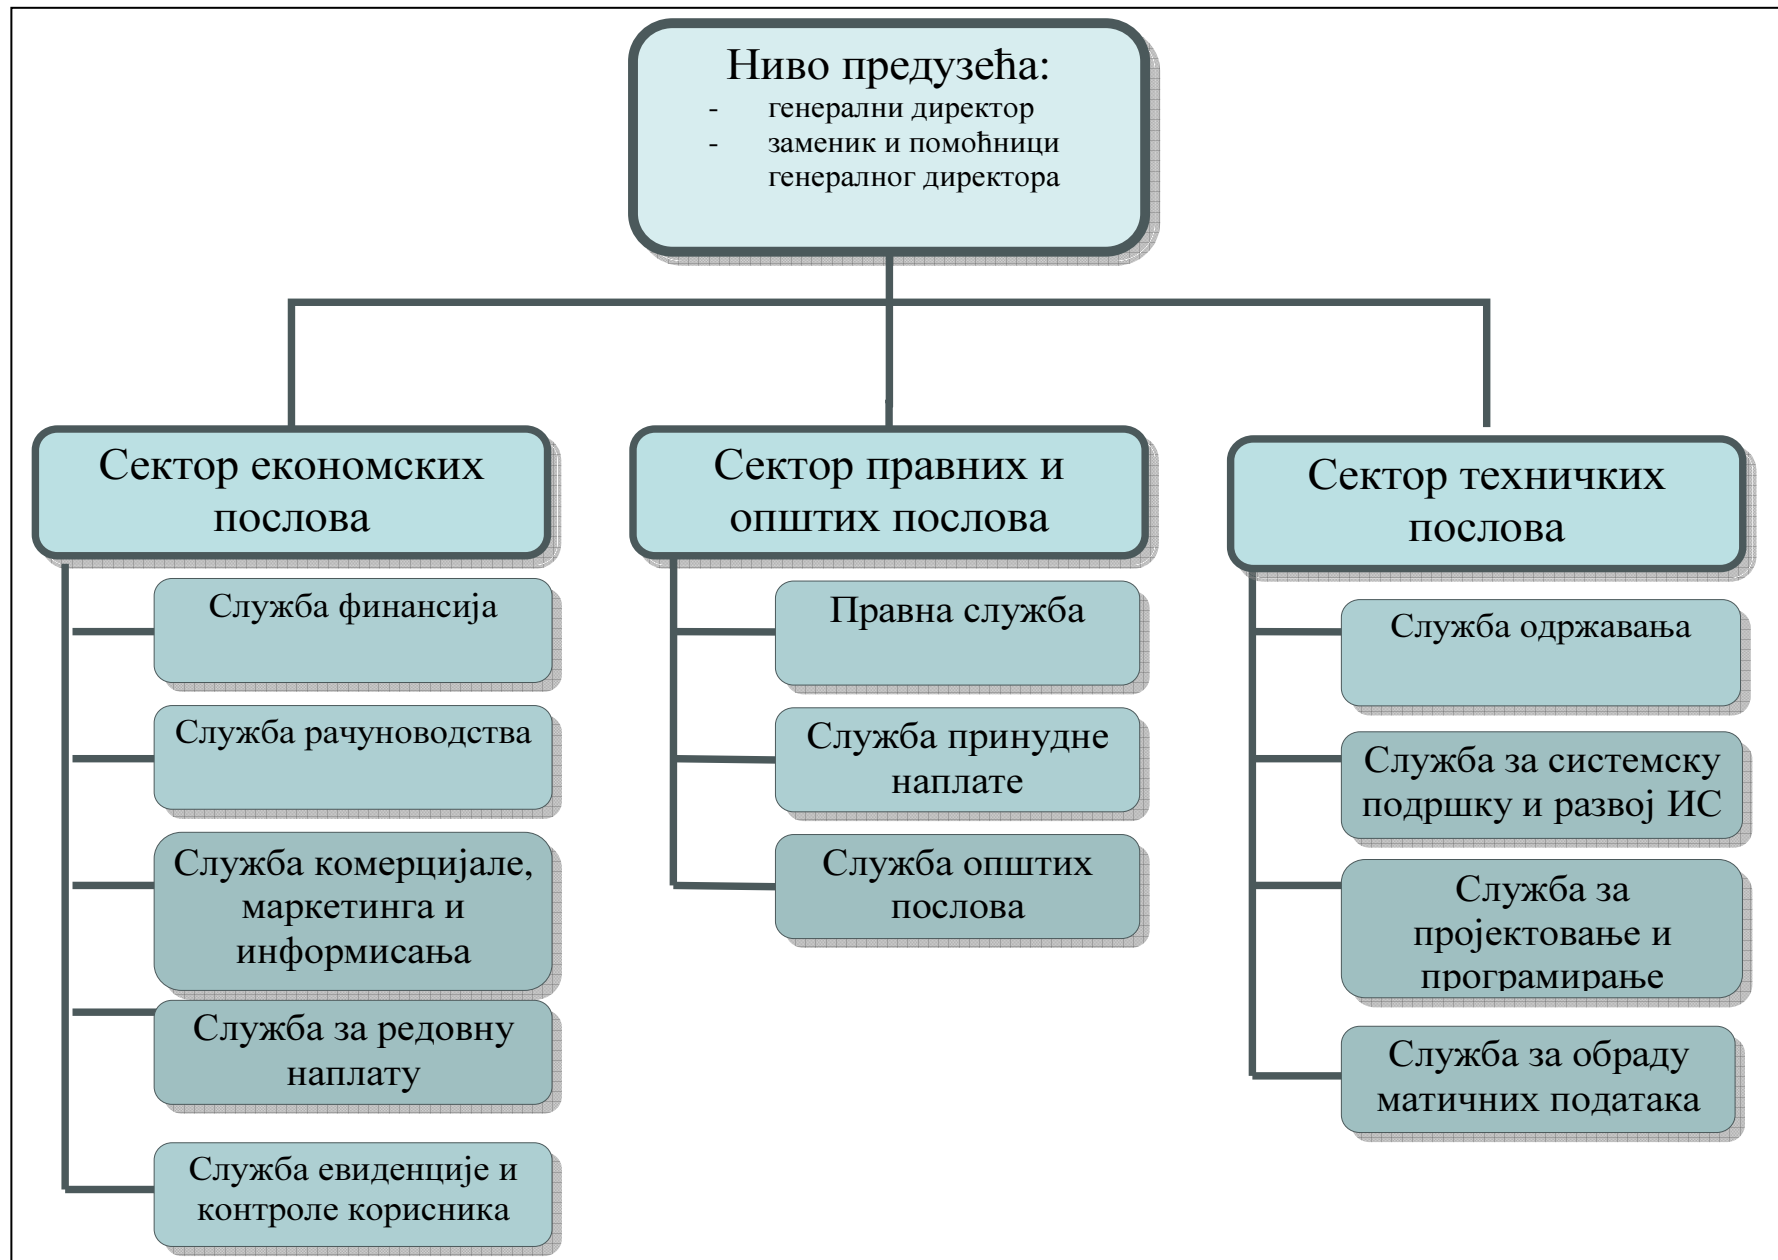 Ниво предузећа:
- генерални директор
- заменик и помоћници
генералног директора
Сектор економских
послова
Служба финансија
Служба рачуноводства
Служба комерцијале,
маркетинга и
информисања
Служба за редовну
наплату
Служба евиденције и
контроле корисника
Сектор правних и
општих послова
Правна служба
Служба принудне
наплате
Служба општих
послова
Сектор техничких
послова
Служба одржавања
Служба за системску
подршку и развој ИС
Служба за
пројектовање и
програмирање
Служба за обраду
матичних података